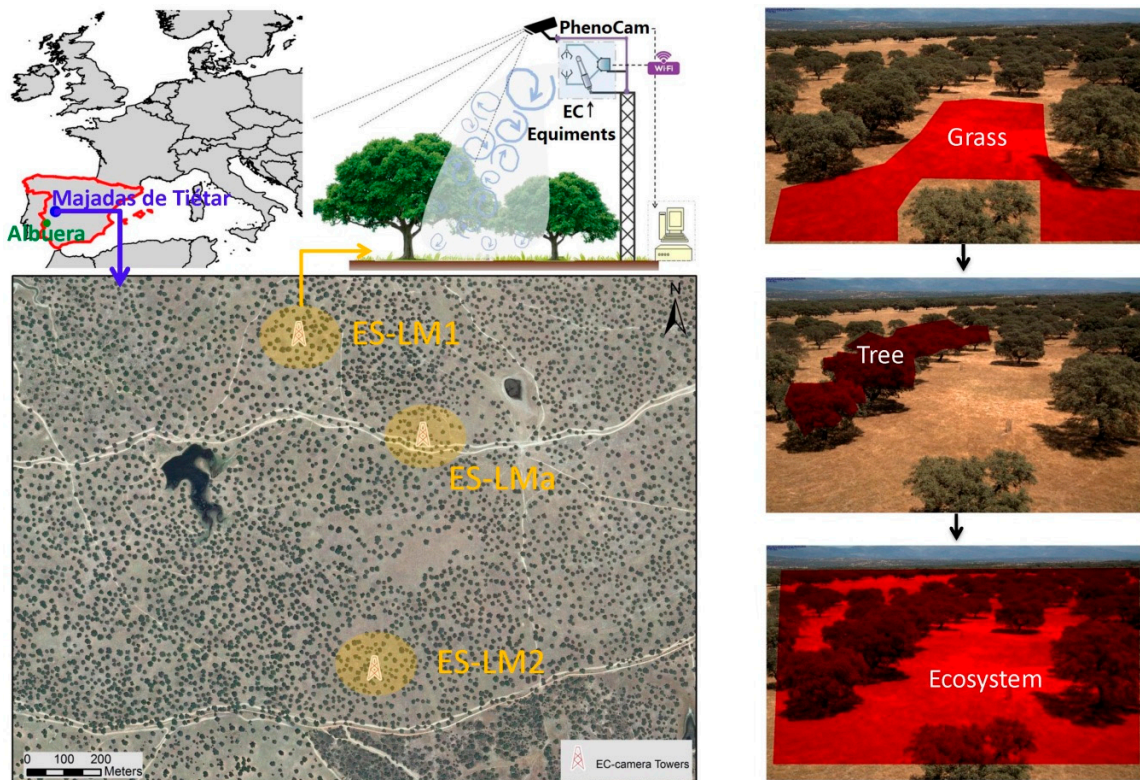 Majadas de Tiétar
Albuera
PhenoCam
WiFi
EC
Equiments
N
ES-LM1
ES-LMa
ES-LM2
0 100 200
Meters
EC-camera Towers
Grass
Tree
Ecosystem